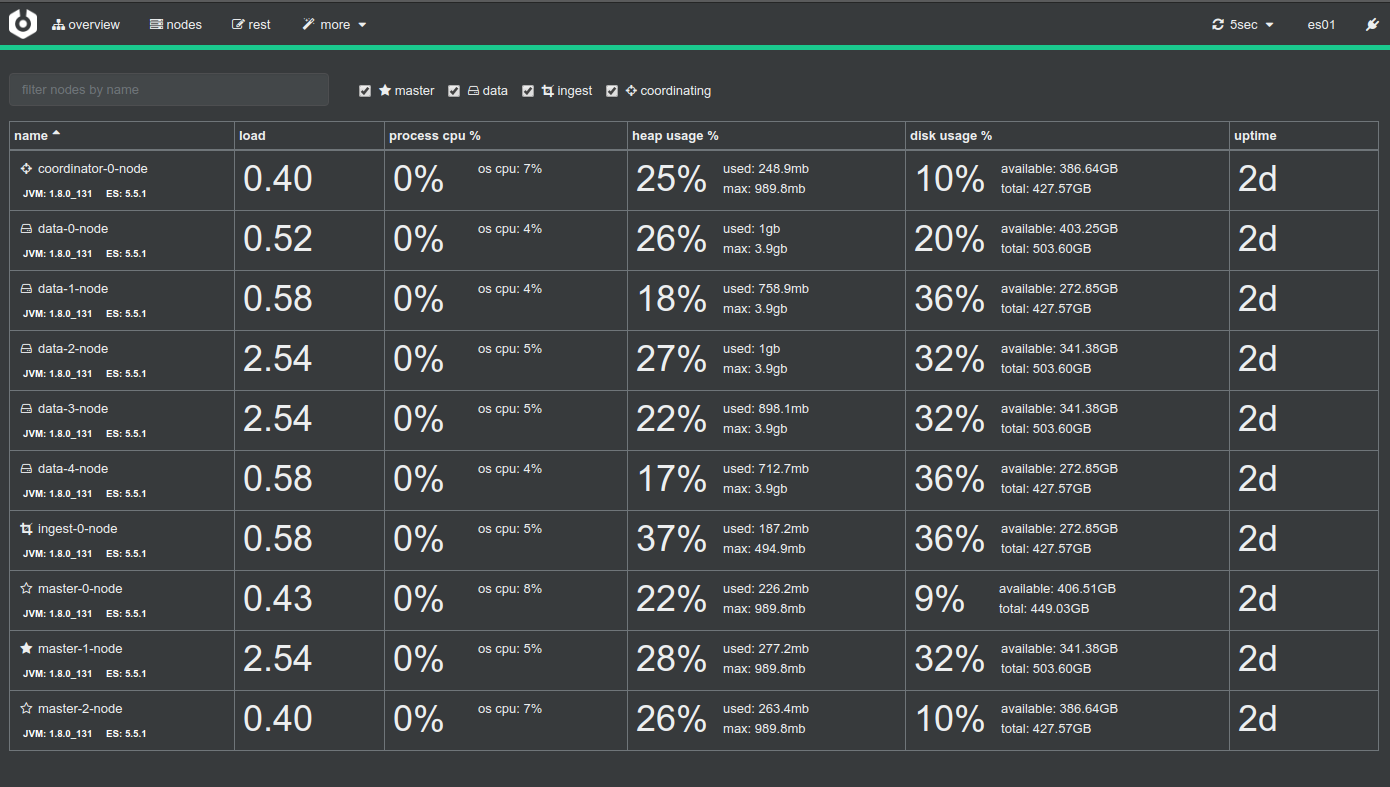 overview nodes rest more 5sec es01
filter nodes by name master data ingest coordinating
name load process cpu % heap usage % disk usage % uptime
coordinator-0-node 0.40 0% os cpu: 7% 25% used: 248.9mb 10% available: 386.64GB 2d
JVM: 1.8.0_131 ES: 5.5.1 max: 989.8mb total: 427.57GB
data-0-node 0.52 0% os cpu: 4% 26% used: 1gb 20% available: 403.25GB 2d
JVM: 1.8.0_131 ES: 5.5.1 max: 3.9gb total: 503.60GB
data-1-node 0.58 0% os cpu: 4% 18% used: 758.9mb 36% available: 272.85GB 2d
JVM: 1.8.0_131 ES: 5.5.1 max: 3.9gb total: 427.57GB
data-2-node 2.54 0% os cpu: 5% 27% used: 1gb 32% available: 341.38GB 2d
JVM: 1.8.0_131 ES: 5.5.1 max: 3.9gb total: 503.60GB
data-3-node 2.54 0% os cpu: 5% 22% used: 898.1mb 32% available: 341.38GB 2d
JVM: 1.8.0_131 ES: 5.5.1 max: 3.9gb total: 503.60GB
data-4-node 0.58 0% os cpu: 4% 17% used: 712.7mb 36% available: 272.85GB 2d
JVM: 1.8.0_131 ES: 5.5.1 max: 3.9gb total: 427.57GB
ingest-0-node 0.58 0% os cpu: 5% 37% used: 187.2mb 36% available: 272.85GB 2d
JVM: 1.8.0_131 ES: 5.5.1 max: 494.9mb total: 427.57GB
master-0-node 0.43 0% os cpu: 8% 22% used: 226.2mb 9% available: 406.51GB 2d
JVM: 1.8.0_131 ES: 5.5.1 max: 989.8mb total: 449.03GB
master-1-node 2.54 0% os cpu: 5% 28% used: 277.2mb 32% available: 341.38GB 2d
JVM: 1.8.0_131 ES: 5.5.1 max: 989.8mb total: 503.60GB
master-2-node 0.40 0% os cpu: 7% 26% used: 263.4mb 10% available: 386.64GB 2d
JVM: 1.8.0_131 ES: 5.5.1 max: 989.8mb total: 427.57GB